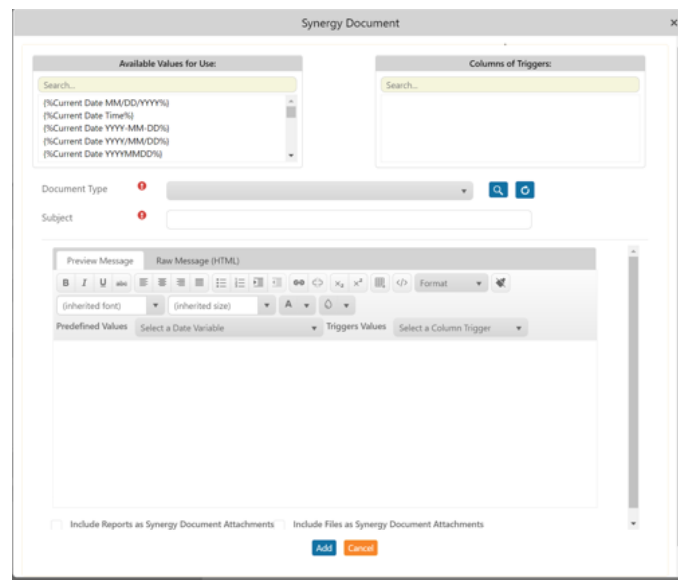 Synergy Document
×
Available Values for Use:
Columns of Triggers:
Search...
Search...
{%Current Date MM/DD/YYYY%}
{%Current Date Time%}
{%Current Date YYYY-MM-DD%}
{%Current Date YYYY/MM/DD%}
{%Current Date YYYYMMDD%}
Document Type
Subject
Preview Message Raw Message (HTML)
B I U abc x₂ x² </> Format
(inherited font) (inherited size) A
Predefined Values Select a Date Variable Triggers Values Select a Column Trigger
Include Reports as Synergy Document Attachments Include Files as Synergy Document Attachments
Add Cancel